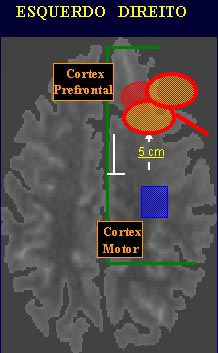 ESQUERDO DIREITO
Cortex
Prefrontal
5 cm
Cortex
Motor